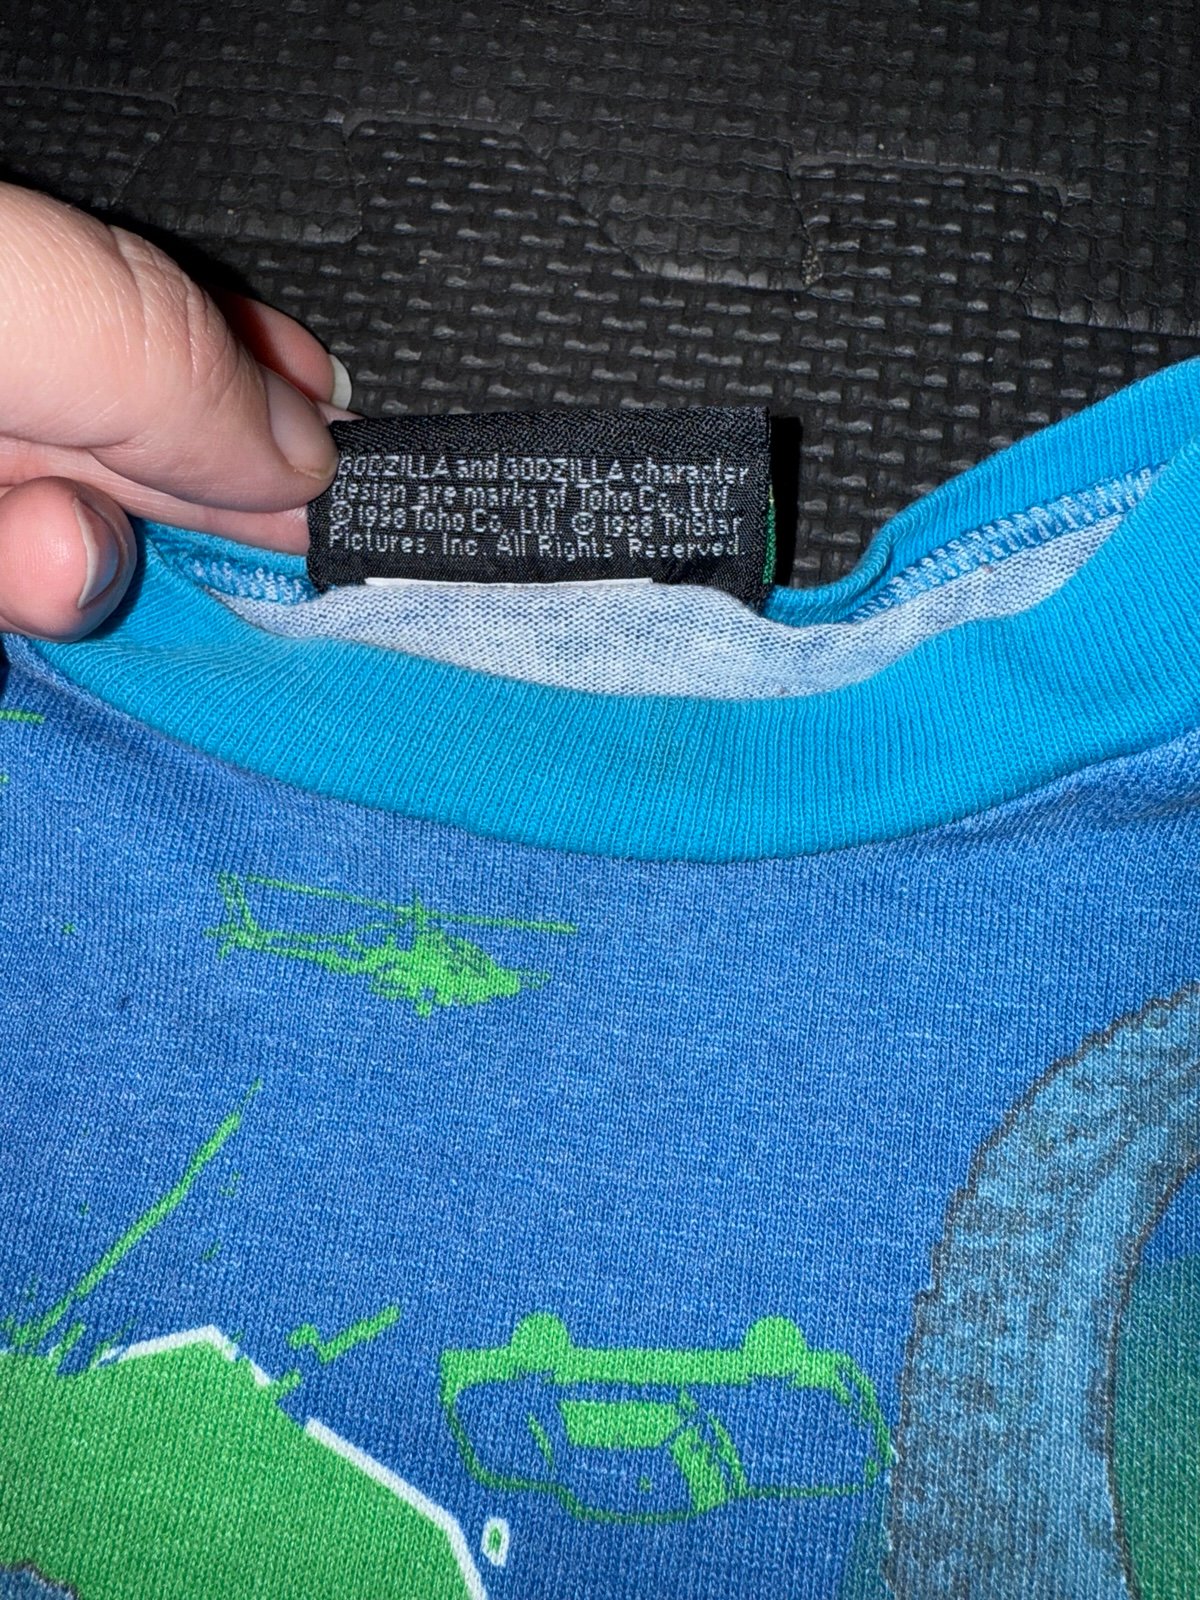 GODZILLA and GODZILLA character
design are marks of Toho Co., Ltd.
©1998 Toho Co., Ltd. ©1998 TriStar
Pictures, Inc. All Rights Reserved.